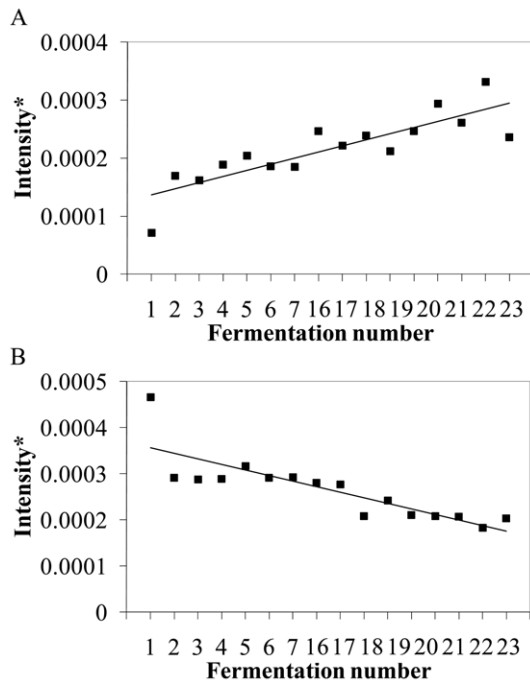 A
0.0004
0.0003
0.0002
0.0001
0
Intensity*
1 2 3 4 5 6 7 16 17 18 19 20 21 22 23
Fermentation number
B
0.0005
0.0004
0.0003
0.0002
0.0001
0
Intensity*
1 2 3 4 5 6 7 16 17 18 19 20 21 22 23
Fermentation number